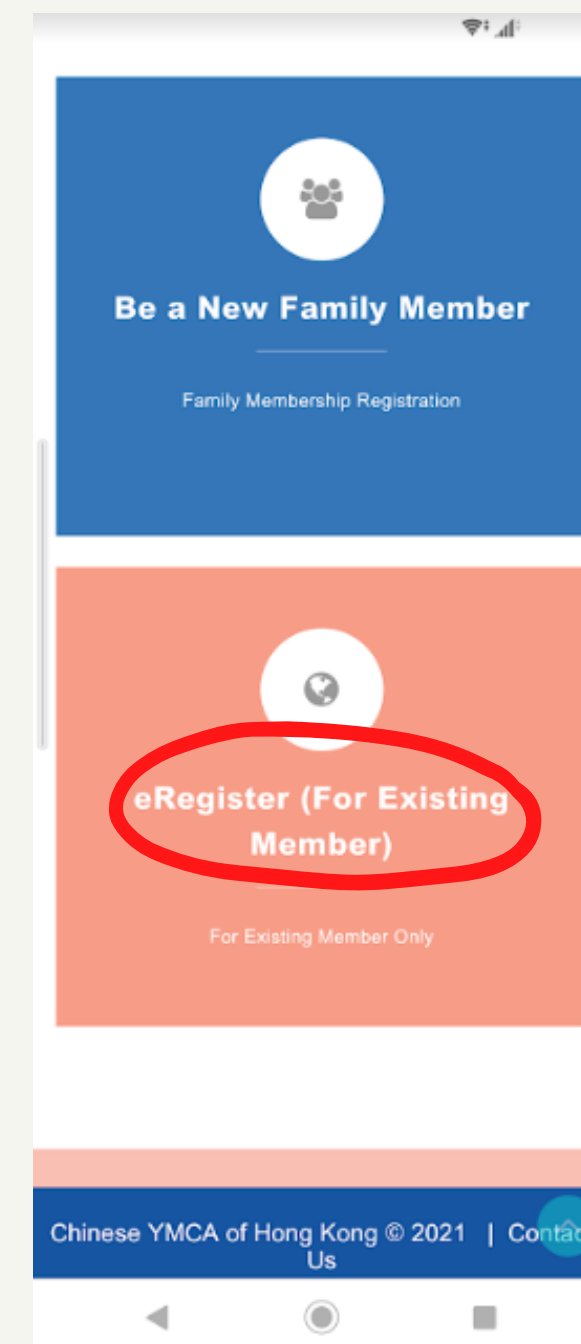 Be a New Family Member
Family Membership Registration
eRegister (For Existing
Member)
For Existing Member Only
Chinese YMCA of Hong Kong © 2021 | Contac
Us